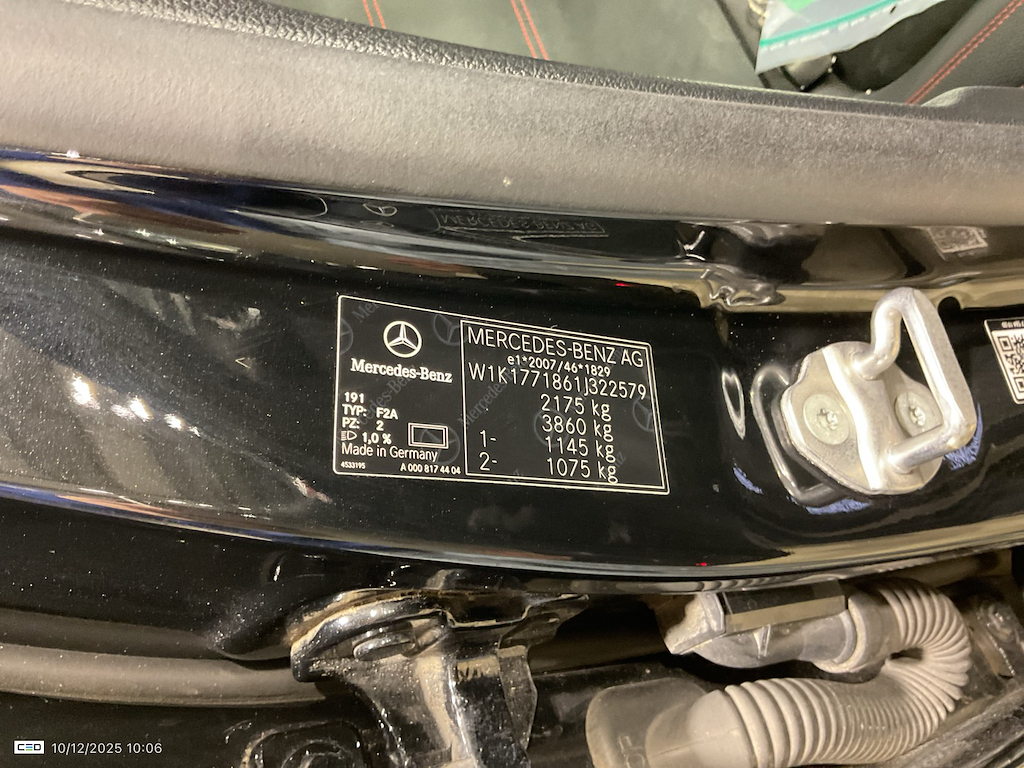 Mercedes-Benz
191
TYP: F2A
PZ: 2
1,0 %
Made in Germany
4533195 A 000 817 44 04
MERCEDES-BENZ AG
e1*2007/46*1829
W1K1771861J322579
2175 kg
3860 kg
1- 1145 kg
2- 1075 kg
CEO 10/12/2025 10:06